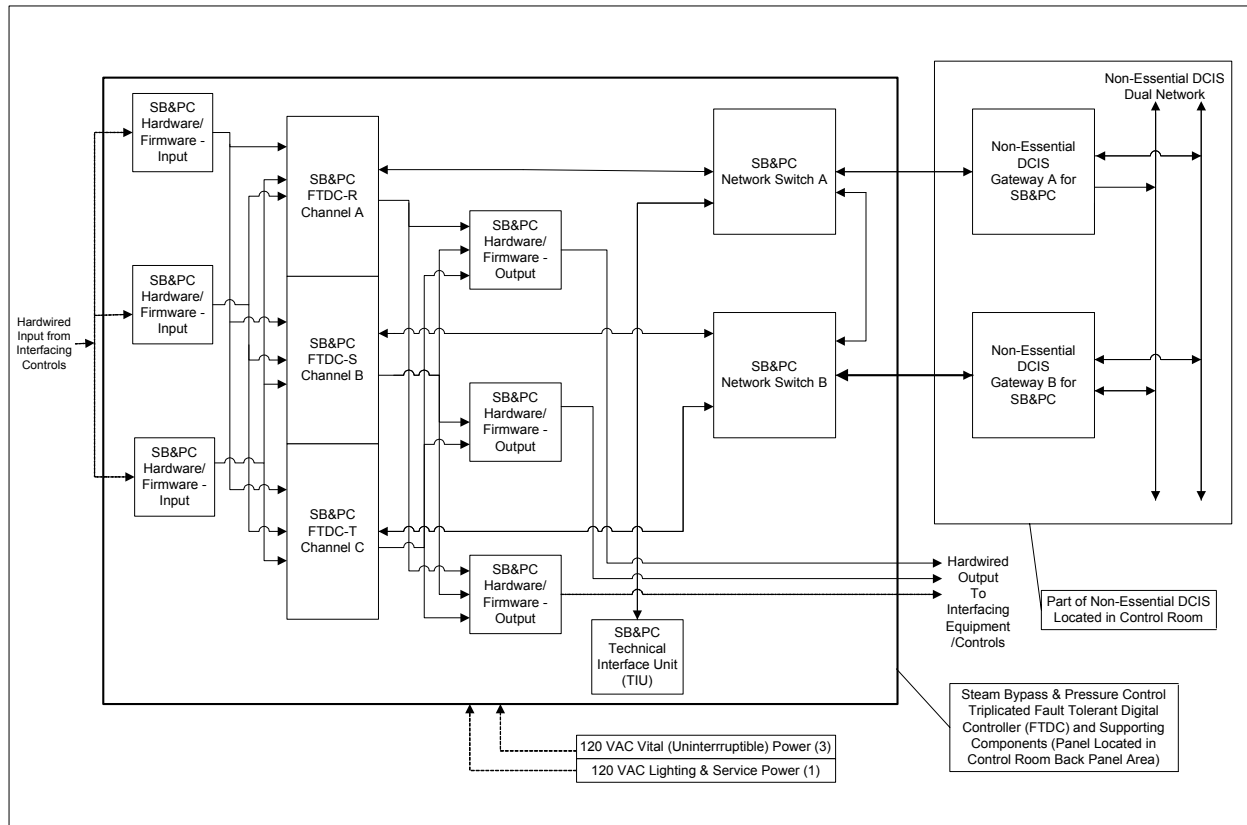 SB&PC
Hardware/
Firmware -
Input
SB&PC
Hardware/
Firmware -
Input
SB&PC
Hardware/
Firmware -
Input
Hardwired
Input from
Interfacing
Controls
SB&PC
FTDC-R
Channel A
SB&PC
FTDC-S
Channel B
SB&PC
FTDC-T
Channel C
SB&PC
Hardware/
Firmware -
Output
SB&PC
Hardware/
Firmware -
Output
SB&PC
Hardware/
Firmware -
Output
SB&PC
Network Switch A
SB&PC
Network Switch B
SB&PC
Technical
Interface Unit
(TIU)
Non-Essential DCIS
Dual Network
Non-Essential
DCIS
Gateway A for
SB&PC
Non-Essential
DCIS
Gateway B for
SB&PC
Hardwired
Output
To
Interfacing
Equipment
/Controls
Part of Non-Essential DCIS
Located in Control Room
Steam Bypass & Pressure Control
Triplicated Fault Tolerant Digital
Controller (FTDC) and Supporting
Components (Panel Located in
Control Room Back Panel Area)
120 VAC Vital (Uninterrruptible) Power (3)
120 VAC Lighting & Service Power (1)